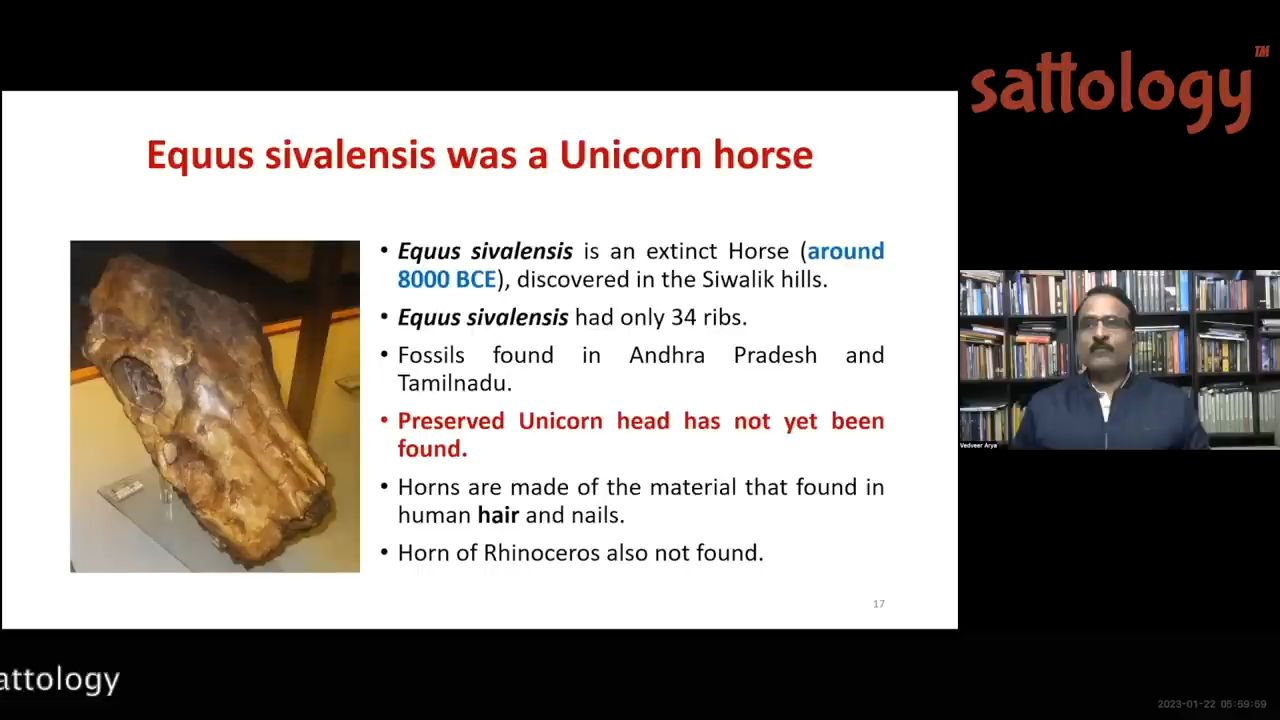 sattology™
Equus sivalensis was a Unicorn horse
• Equus sivalensis is an extinct Horse (around
8000 BCE), discovered in the Siwalik hills.
• Equus sivalensis had only 34 ribs.
• Fossils found in Andhra Pradesh and
Tamilnadu.
• Preserved Unicorn head has not yet been
found.
• Horns are made of the material that found in
human hair and nails.
• Horn of Rhinoceros also not found.
17
Vedveer Arya
attology
2023-01-22 05:59:59